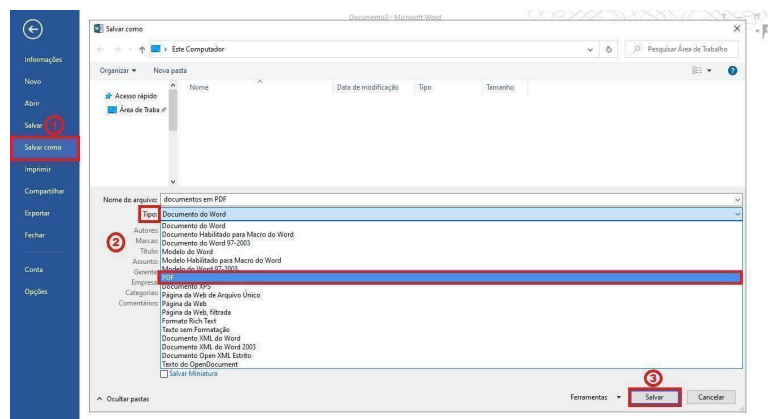 Documento3 - Microsoft Word
Salvar como
Este Computador
Pesquisar Área de Trabalho
Organizar
Nova pasta
Acesso rápido
Área de Traba
Nome
Data de modificação
Tipo
Tamanho
Informações
Novo
Abrir
Salvar
1
Salvar como
Imprimir
Compartilhar
Exportar
Fechar
Conta
Opções
Nome do arquivo: documentos em PDF
Tipo: Documento do Word
2
Autores:
Marcas:
Título:
Assunto:
Gerente:
Empresa:
Categorias:
Comentários:
Documento do Word
Documento Habilitado para Macro do Word
Documento do Word 97-2003
Modelo do Word
Modelo Habilitado para Macro do Word
Modelo do Word 97-2003
PDF
Documento XPS
Página da Web de Arquivo Único
Página da Web
Página da Web, filtrada
Formato Rich Text
Texto sem Formatação
Documento XML do Word
Documento XML do Word 2003
Documento Open XML Estrito
Texto do OpenDocument
Salvar Miniatura
3
Ocultar pastas
Ferramentas
Salvar
Cancelar